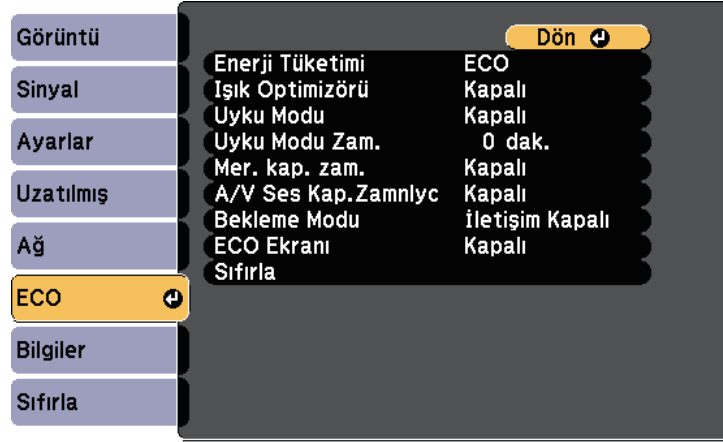 Görüntü
Sinyal
Ayarlar
Uzatılmış
Ağ
ECO
Bilgiler
Sıfırla
Dön
Enerji Tüketimi ECO
Işık Optimizörü Kapalı
Uyku Modu Kapalı
Uyku Modu Zam. 0 dak.
Mer. kap. zam. Kapalı
A/V Ses Kap.Zamnlyc Kapalı
Bekleme Modu İletişim Kapalı
ECO Ekranı Kapalı
Sıfırla